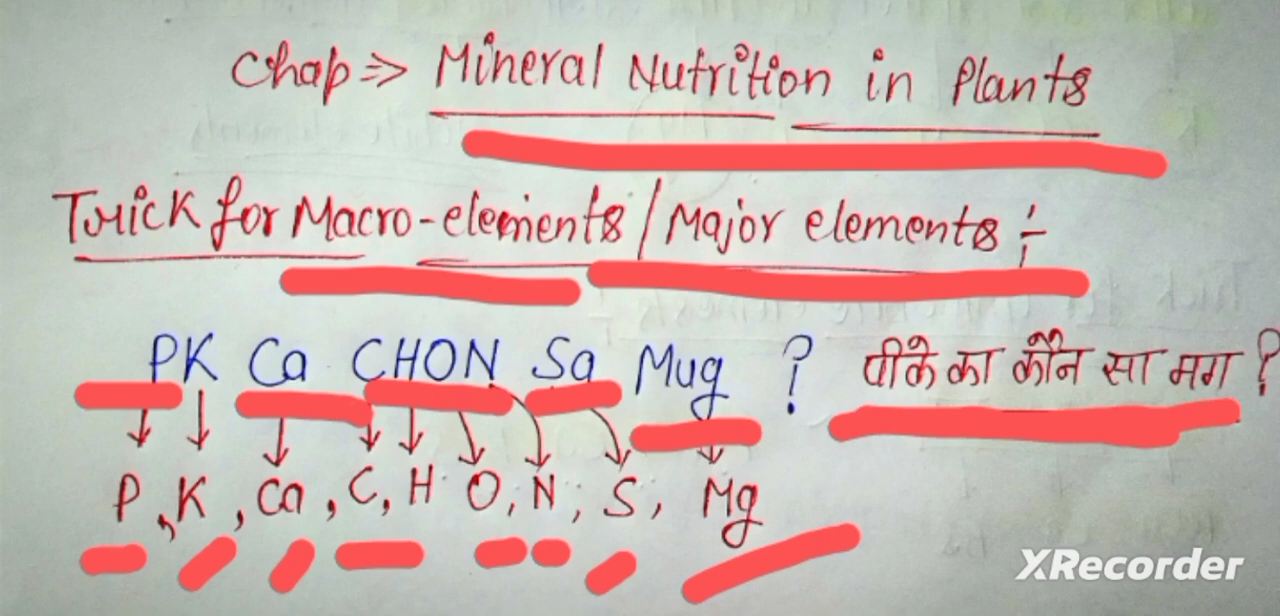 Chap ⇒ Mineral Nutrition in Plants
Trick for Macro-elements / Major elements :-
PK Ca CHON Sa Mug ? पीके का कौन सा मग ?
P, K, Ca, C, H O, N, S, Mg
XRecorder